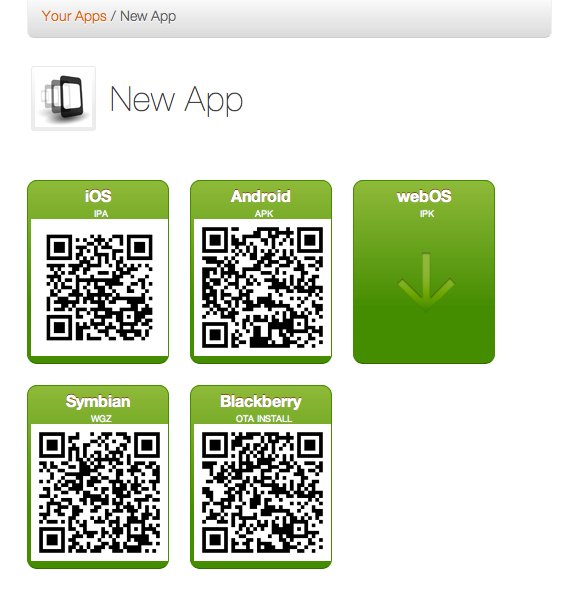 Your Apps / New App
New App
iOS
IPA
Android
APK
webOS
IPK
Symbian
WGZ
Blackberry
OTA INSTALL